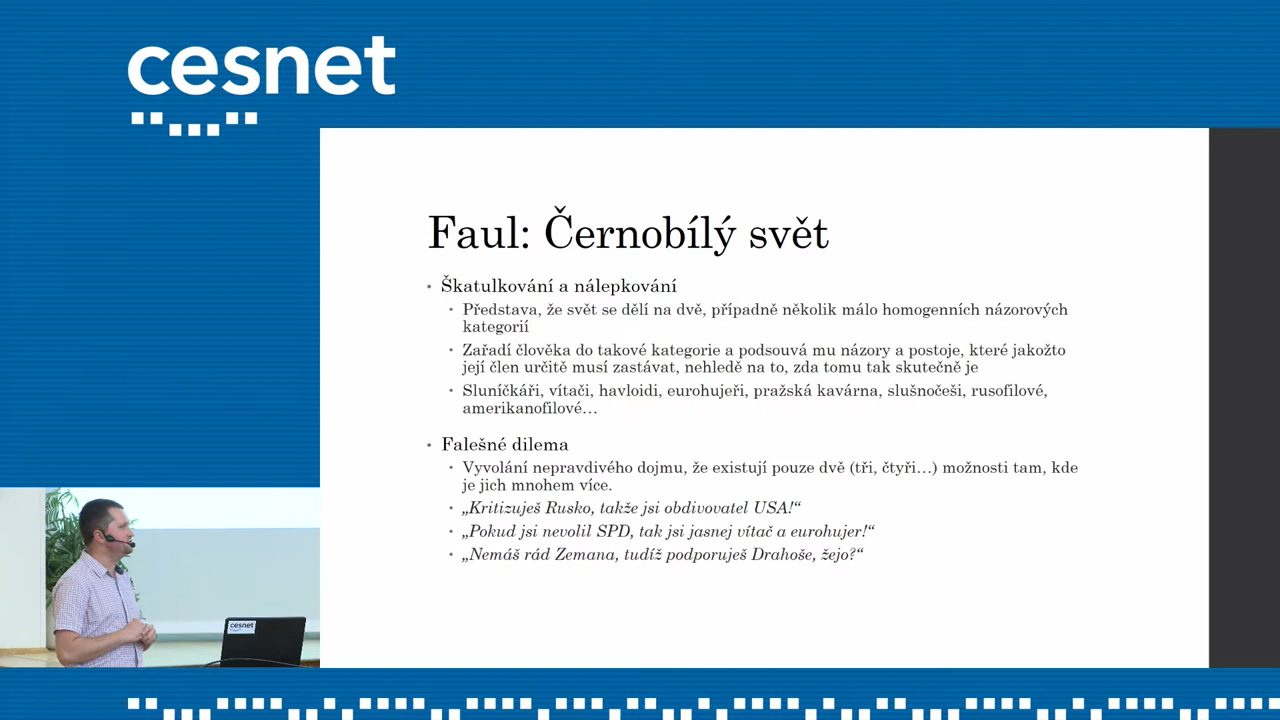 cesnet
Faul: Černobílý svět
• Škatulkování a nálepkování
• Představa, že svět se dělí na dvě, případně několik málo homogenních názorových
kategorií
• Zařadí člověka do takové kategorie a podsouvá mu názory a postoje, které jakožto
její člen určitě musí zastávat, nehledě na to, zda tomu tak skutečně je
• Sluníčkáři, vítači, havloidi, eurohujeři, pražská kavárna, slušnočeši, rusofilové,
amerikanofilové…
• Falešné dilema
• Vyvolání nepravdivého dojmu, že existují pouze dvě (tři, čtyři…) možnosti tam, kde
je jich mnohem více.
• „Kritizuješ Rusko, takže jsi obdivovatel USA!“
• „Pokud jsi nevolil SPD, tak jsi jasnej vítač a eurohujer!“
• „Nemáš rád Zemana, tudíž podporuješ Drahoše, žejo?“
cesnet